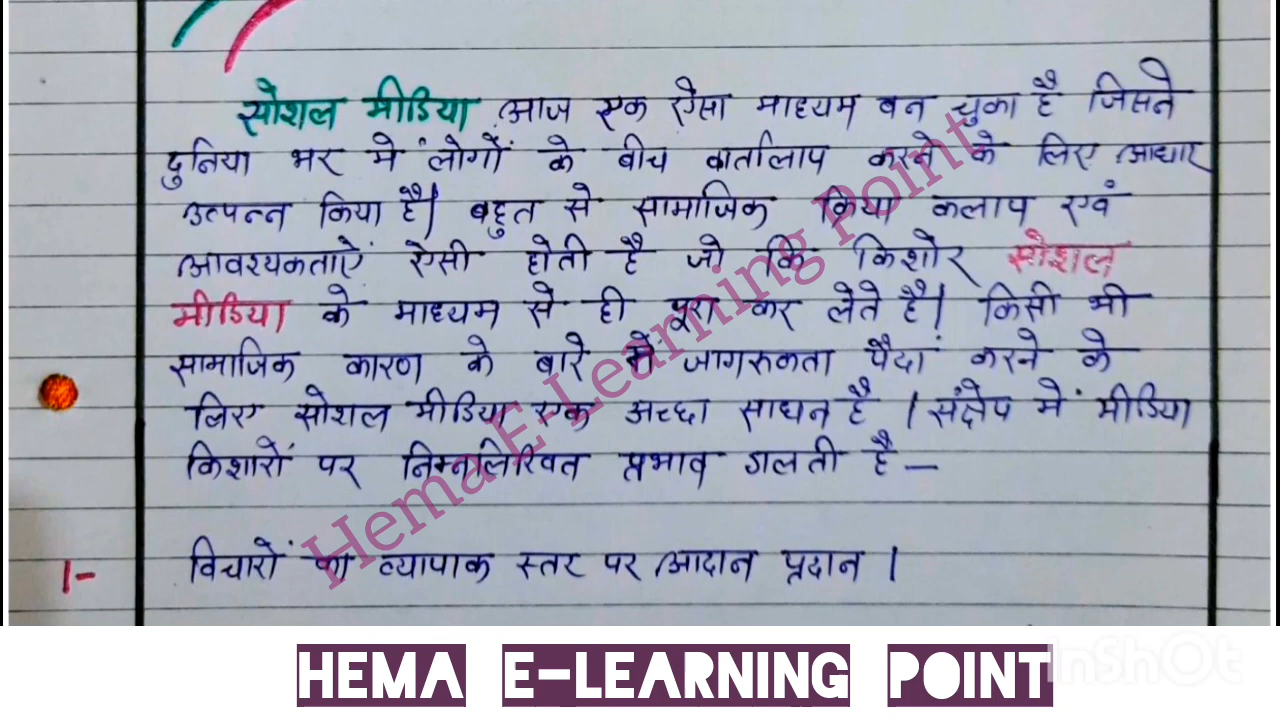 सोशल मीडिया आज एक ऐसा माध्यम बन चुका है जिसने
दुनिया भर में लोगों के बीच वार्तालाप करने के लिए आधार
उत्पन्न किया है। बहुत से सामाजिक क्रिया कलाप एवं
आवश्यकताऐं ऐसी होती है जो कि किशोर सोशल
मीडिया के माध्यम से ही पूरा कर लेते है। किसी भी
सामाजिक कारण के बारे में जागरुकता पैदा करने के
लिए सोशल मीडिया एक अच्छा साधन है । संक्षेप में मीडिया
किशारों पर निम्नलिखित प्रभाव डालती है –
1- विचारों का व्यापाक स्तर पर आदान प्रदान ।
Hema E-Learning Point
HEMA E-LEARNING POINT
InShOt